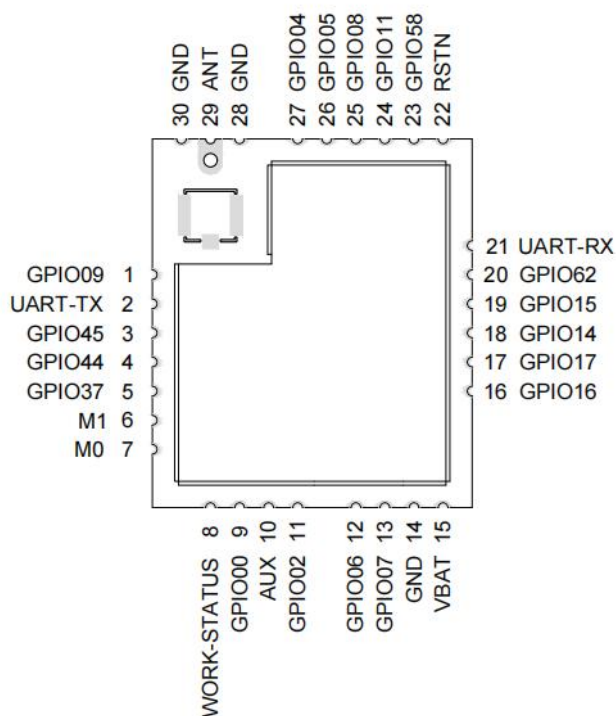 30 GND
29 ANT
28 GND
27 GPIO04
26 GPIO05
25 GPIO08
24 GPIO11
23 GPIO58
22 RSTN
GPIO09 1
UART-TX 2
GPIO45 3
GPIO44 4
GPIO37 5
M1 6
M0 7
21 UART-RX
20 GPIO62
19 GPIO15
18 GPIO14
17 GPIO17
16 GPIO16
WORK-STATUS 8
GPIO00 9
AUX 10
GPIO02 11
GPIO06 12
GPIO07 13
GND 14
VBAT 15